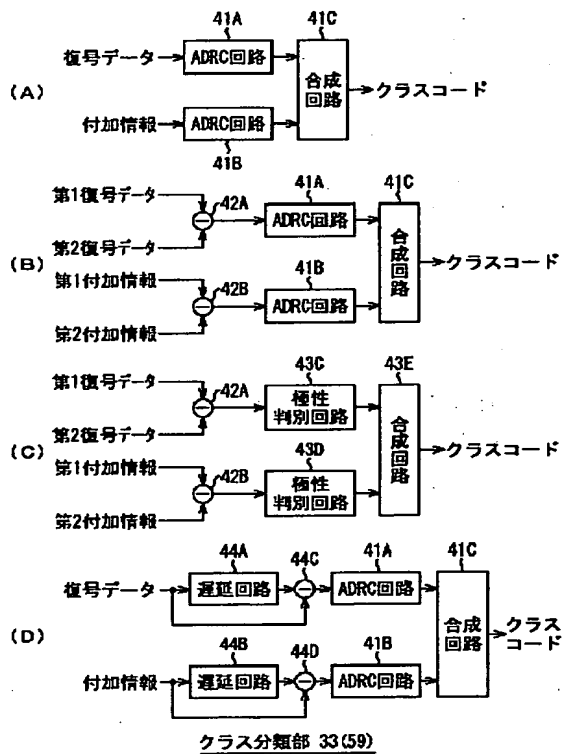 41A
41C
復号データ
ADRC回路
合成
回路
クラスコード
(A)
付加情報
ADRC回路
41B
第1復号データ
42A
41A
41C
第2復号データ
ADRC回路
合成回路
クラスコード
(B)
第1付加情報
42B
41B
第2付加情報
ADRC回路
第1復号データ
42A
43C
43E
第2復号データ
極性
判別回路
合成回路
クラスコード
(C)
第1付加情報
42B
43D
第2付加情報
極性
判別回路
44A
44C
41A
41C
復号データ
遅延回路
ADRC回路
合成
回路
クラス
コード
(D)
44B
44D
41B
付加情報
遅延回路
ADRC回路
クラス分類部 33(59)